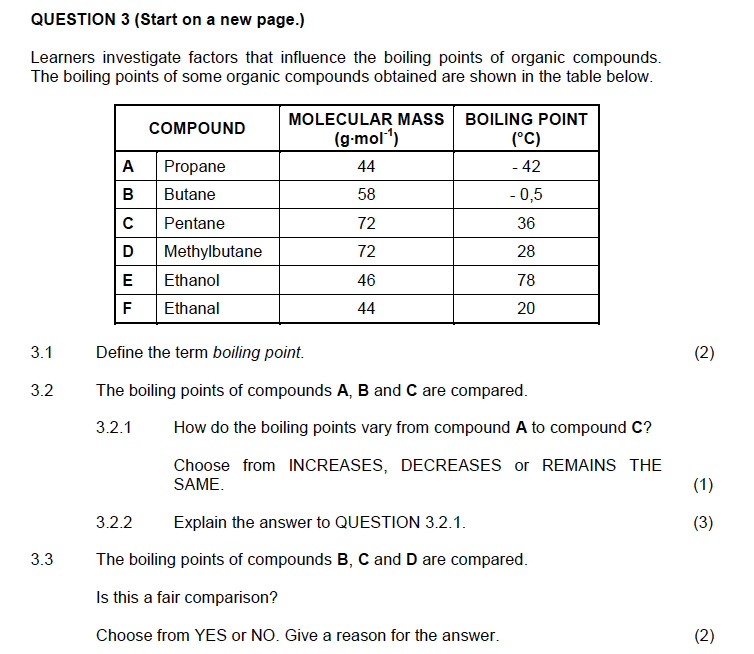 QUESTION 3 (Start on a new page.)
Learners investigate factors that influence the boiling points of organic compounds.
The boiling points of some organic compounds obtained are shown in the table below.
COMPOUND MOLECULAR MASS (g·mol⁻¹) BOILING POINT (°C)
A Propane 44 - 42
B Butane 58 - 0,5
C Pentane 72 36
D Methylbutane 72 28
E Ethanol 46 78
F Ethanal 44 20
3.1 Define the term boiling point. (2)
3.2 The boiling points of compounds A, B and C are compared.
3.2.1 How do the boiling points vary from compound A to compound C?
Choose from INCREASES, DECREASES or REMAINS THE
SAME. (1)
3.2.2 Explain the answer to QUESTION 3.2.1. (3)
3.3 The boiling points of compounds B, C and D are compared.
Is this a fair comparison?
Choose from YES or NO. Give a reason for the answer. (2)